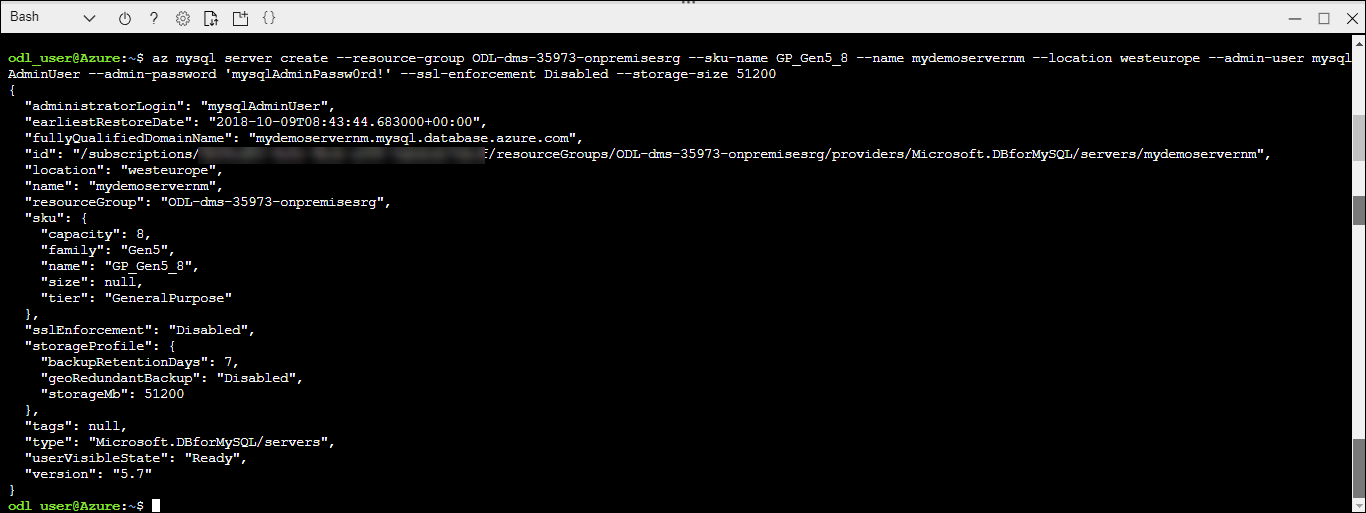 Bash
odl_user@Azure:~$ az mysql server create --resource-group ODL-dms-35973-onpremisesrg --sku-name GP_Gen5_8 --name mydemoservernm --location westeurope --admin-user mysql
AdminUser --admin-password 'mysqlAdminPassw0rd!' --ssl-enforcement Disabled --storage-size 51200
{
  "administratorLogin": "mysqlAdminUser",
  "earliestRestoreDate": "2018-10-09T08:43:44.683000+00:00",
  "fullyQualifiedDomainName": "mydemoservernm.mysql.database.azure.com",
  "id": "/subscriptions/ /resourceGroups/ODL-dms-35973-onpremisesrg/providers/Microsoft.DBforMySQL/servers/mydemoservernm",
  "location": "westeurope",
  "name": "mydemoservernm",
  "resourceGroup": "ODL-dms-35973-onpremisesrg",
  "sku": {
    "capacity": 8,
    "family": "Gen5",
    "name": "GP_Gen5_8",
    "size": null,
    "tier": "GeneralPurpose"
  },
  "sslEnforcement": "Disabled",
  "storageProfile": {
    "backupRetentionDays": 7,
    "geoRedundantBackup": "Disabled",
    "storageMb": 51200
  },
  "tags": null,
  "type": "Microsoft.DBforMySQL/servers",
  "userVisibleState": "Ready",
  "version": "5.7"
}
odl_user@Azure:~$